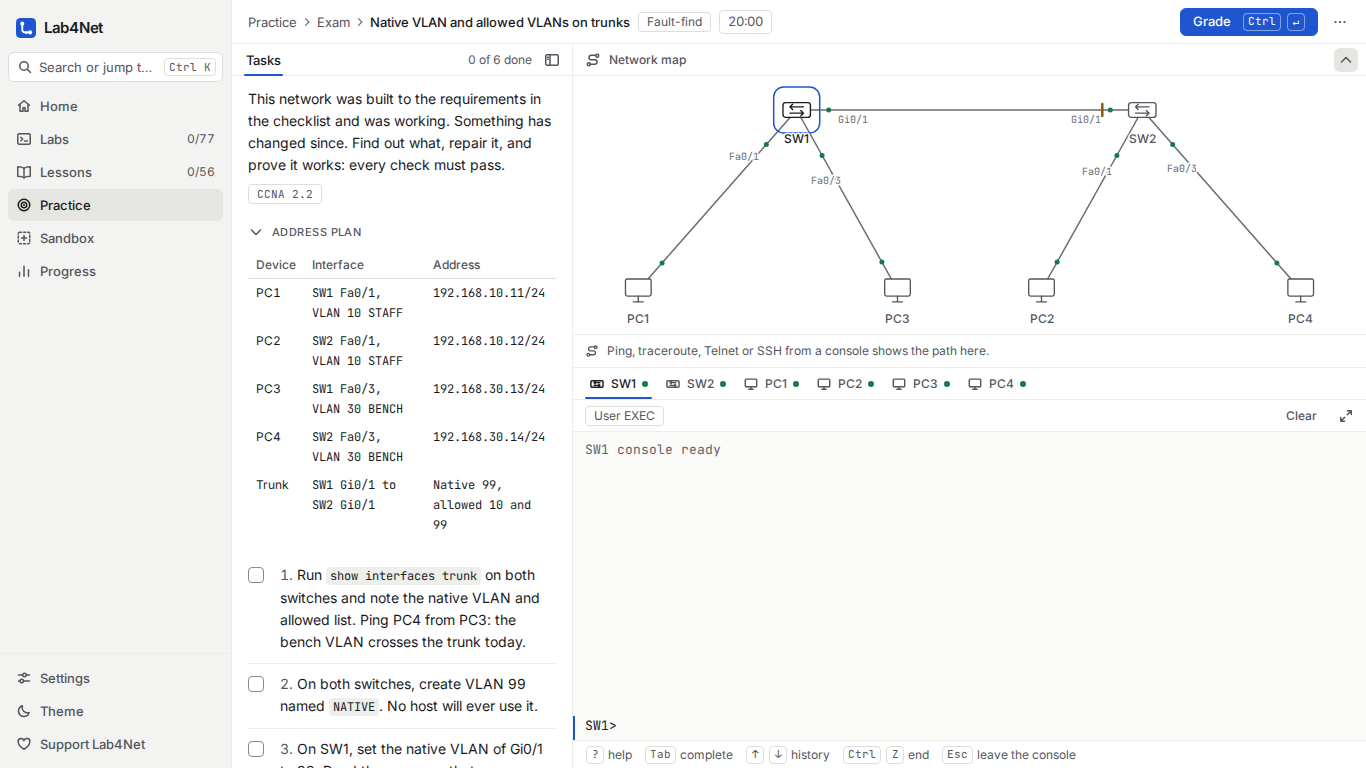 Lab4Net
Search or jump t... Ctrl K
Home
Labs 0/77
Lessons 0/56
Practice
Sandbox
Progress
Settings
Theme
Support Lab4Net
Practice > Exam > Native VLAN and allowed VLANs on trunks Fault-find 20:00
Grade Ctrl ↵ ...
Tasks 0 of 6 done
This network was built to the requirements in
the checklist and was working. Something has
changed since. Find out what, repair it, and
prove it works: every check must pass.
CCNA 2.2
ADDRESS PLAN
Device Interface Address
PC1 SW1 Fa0/1, 192.168.10.11/24
VLAN 10 STAFF
PC2 SW2 Fa0/1, 192.168.10.12/24
VLAN 10 STAFF
PC3 SW1 Fa0/3, 192.168.30.13/24
VLAN 30 BENCH
PC4 SW2 Fa0/3, 192.168.30.14/24
VLAN 30 BENCH
Trunk SW1 Gi0/1 to Native 99,
SW2 Gi0/1 allowed 10 and
99
1. Run show interfaces trunk on both
switches and note the native VLAN and
allowed list. Ping PC4 from PC3: the
bench VLAN crosses the trunk today.
2. On both switches, create VLAN 99
named NATIVE. No host will ever use it.
3. On SW1, set the native VLAN of Gi0/1
Network map
Gi0/1 Gi0/1
SW1 SW2
Fa0/1 Fa0/3 Fa0/1 Fa0/3
PC1 PC3 PC2 PC4
Ping, traceroute, Telnet or SSH from a console shows the path here.
SW1 SW2 PC1 PC2 PC3 PC4
User EXEC Clear
SW1 console ready
SW1>
? help Tab complete ↑ ↓ history Ctrl Z end Esc leave the console